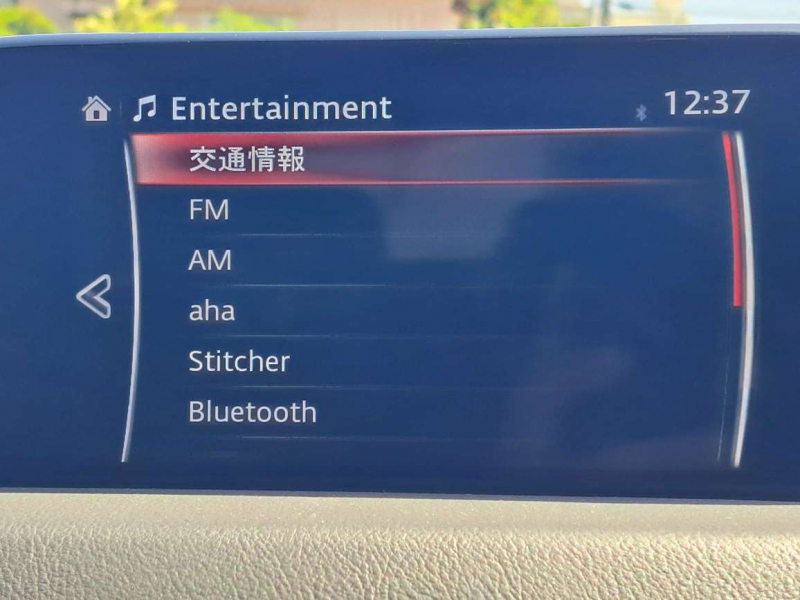 Entertainment
12:37
交通情報
FM
AM
aha
Stitcher
Bluetooth